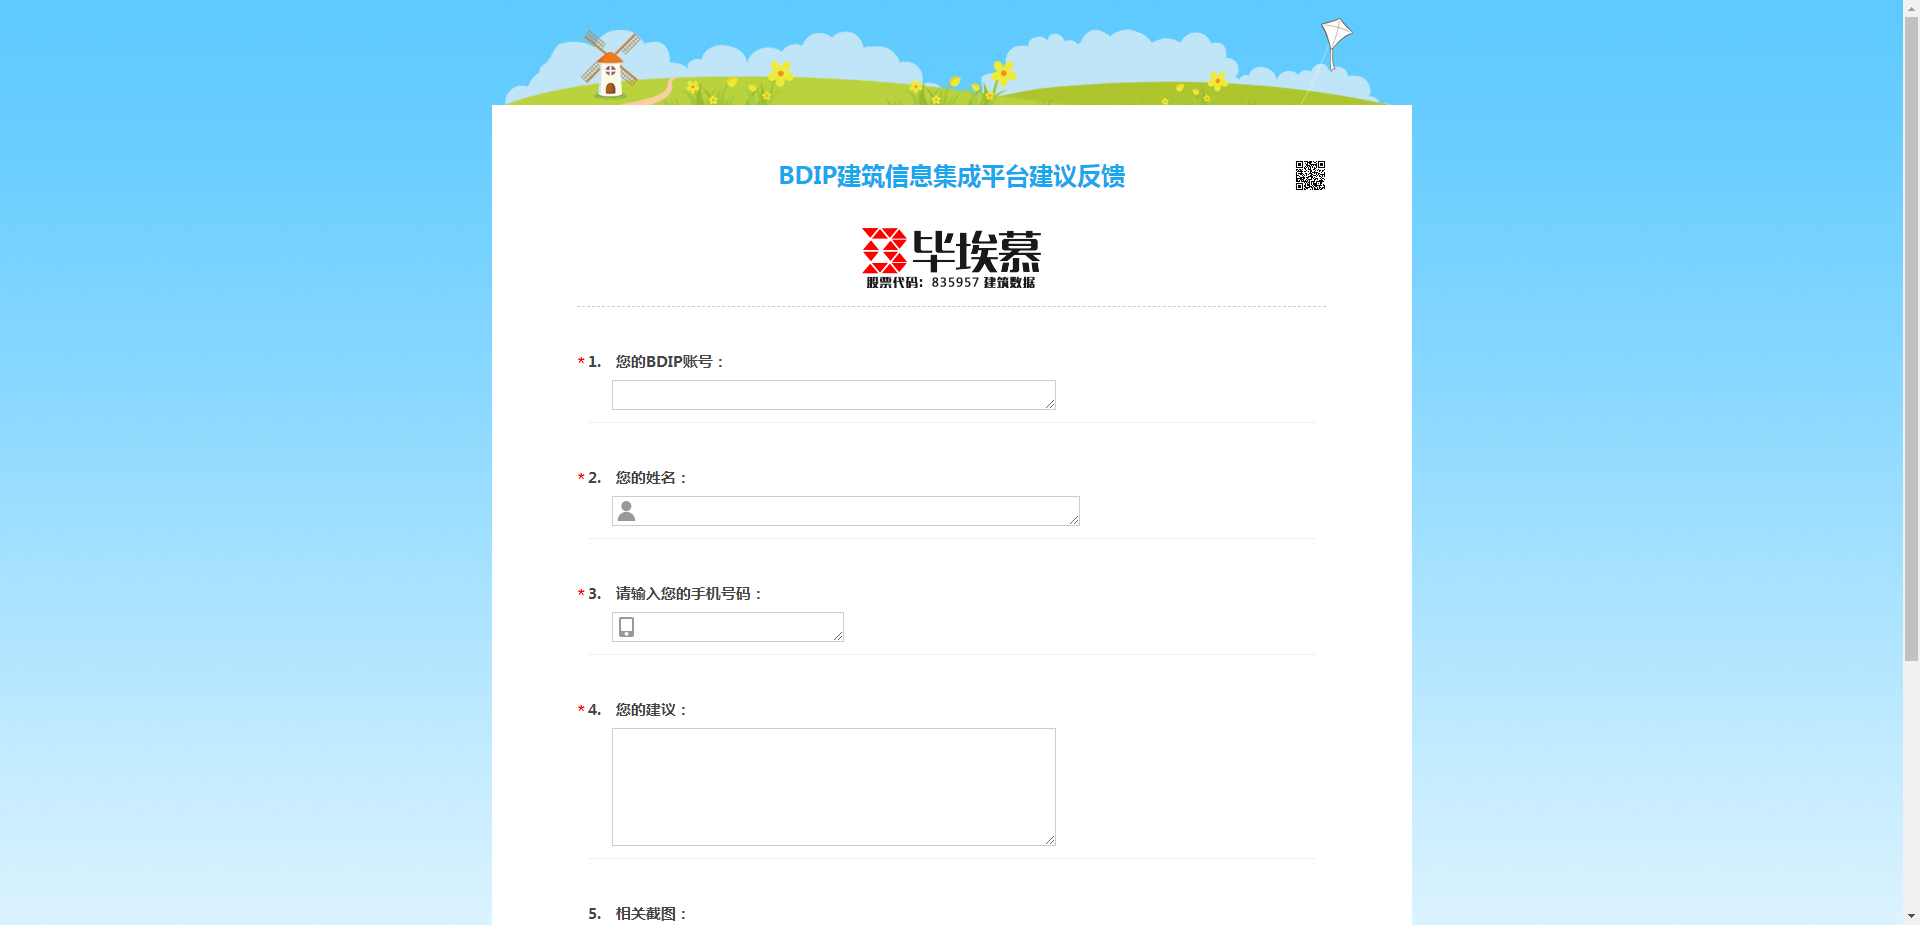 BDIP建筑信息集成平台建议反馈
毕埃慕
股票代码：835957 建筑数据
* 1. 您的BDIP账号：
* 2. 您的姓名：
* 3. 请输入您的手机号码：
* 4. 您的建议：
5. 相关截图：